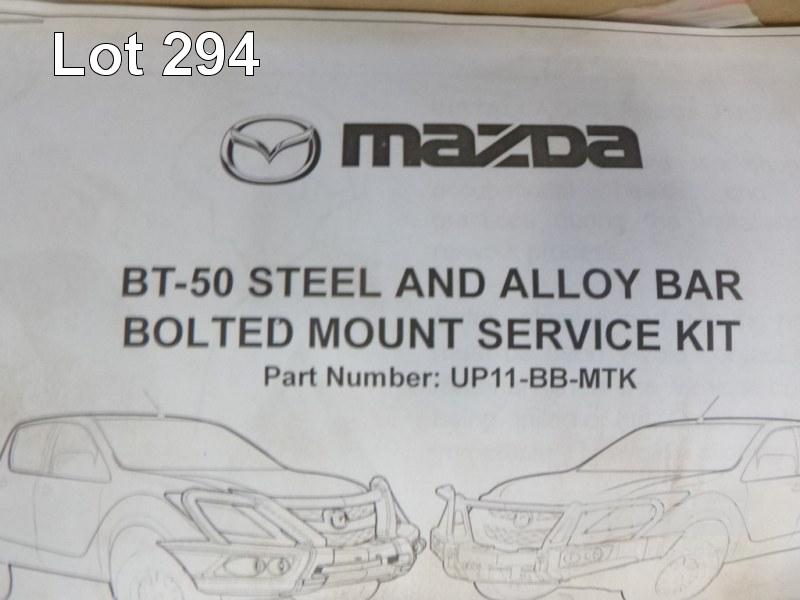 Lot 294
mazda
BT-50 STEEL AND ALLOY BAR
BOLTED MOUNT SERVICE KIT
Part Number: UP11-BB-MTK